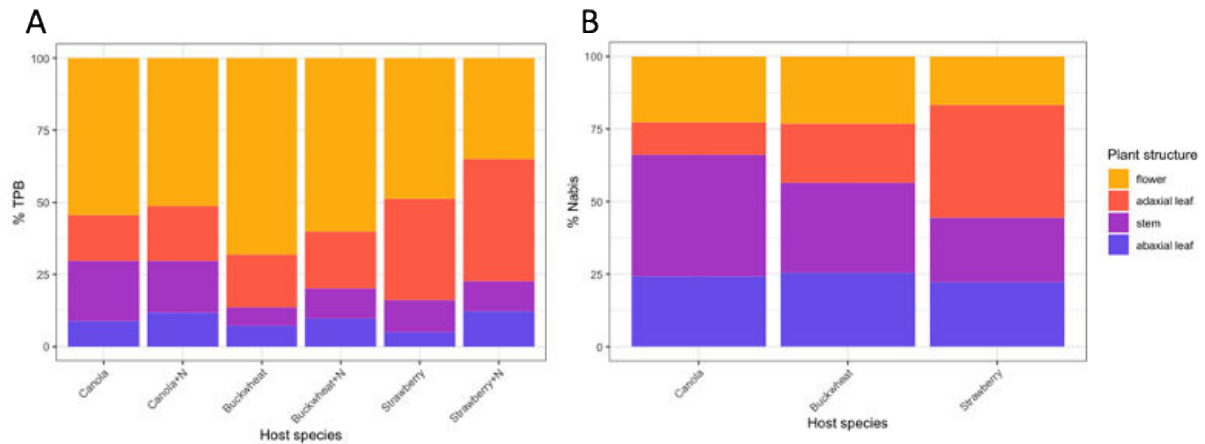 A
% TPB
100
75
50
25
0
Canola
Canola+N
Buckwheat
Buckwheat+N
Strawberry
Strawberry+N
Host species
B
% Nabis
100
75
50
25
0
Canola
Buckwheat
Strawberry
Host species
Plant structure
flower
adaxial leaf
stem
abaxial leaf